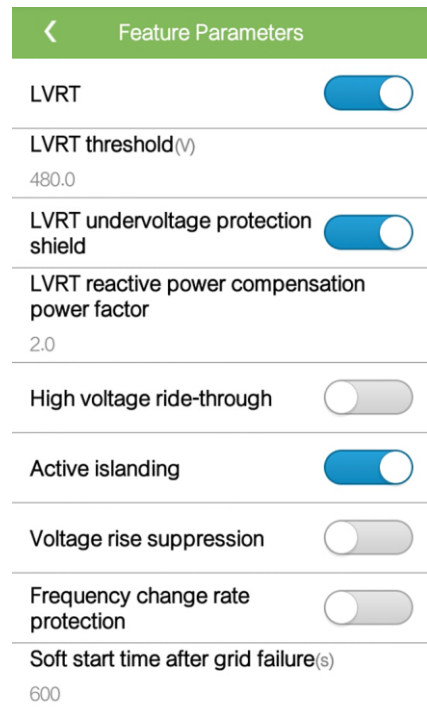 Feature Parameters
LVRT
LVRT threshold(V)
480.0
LVRT undervoltage protection
shield
LVRT reactive power compensation
power factor
2.0
High voltage ride-through
Active islanding
Voltage rise suppression
Frequency change rate
protection
Soft start time after grid failure(s)
600